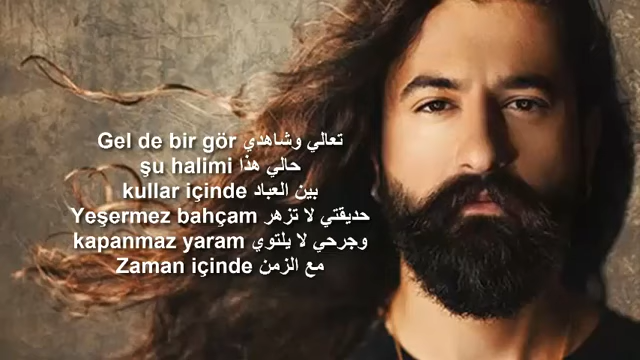 Gel de bir gör تعالي وشاهدي
şu halimi حالي هذا
kullar içinde بين العباد
Yeşermez bahçam حديقتي لا تزهر
kapanmaz yaram وجرحي لا يلتوي
Zaman içinde مع الزمن